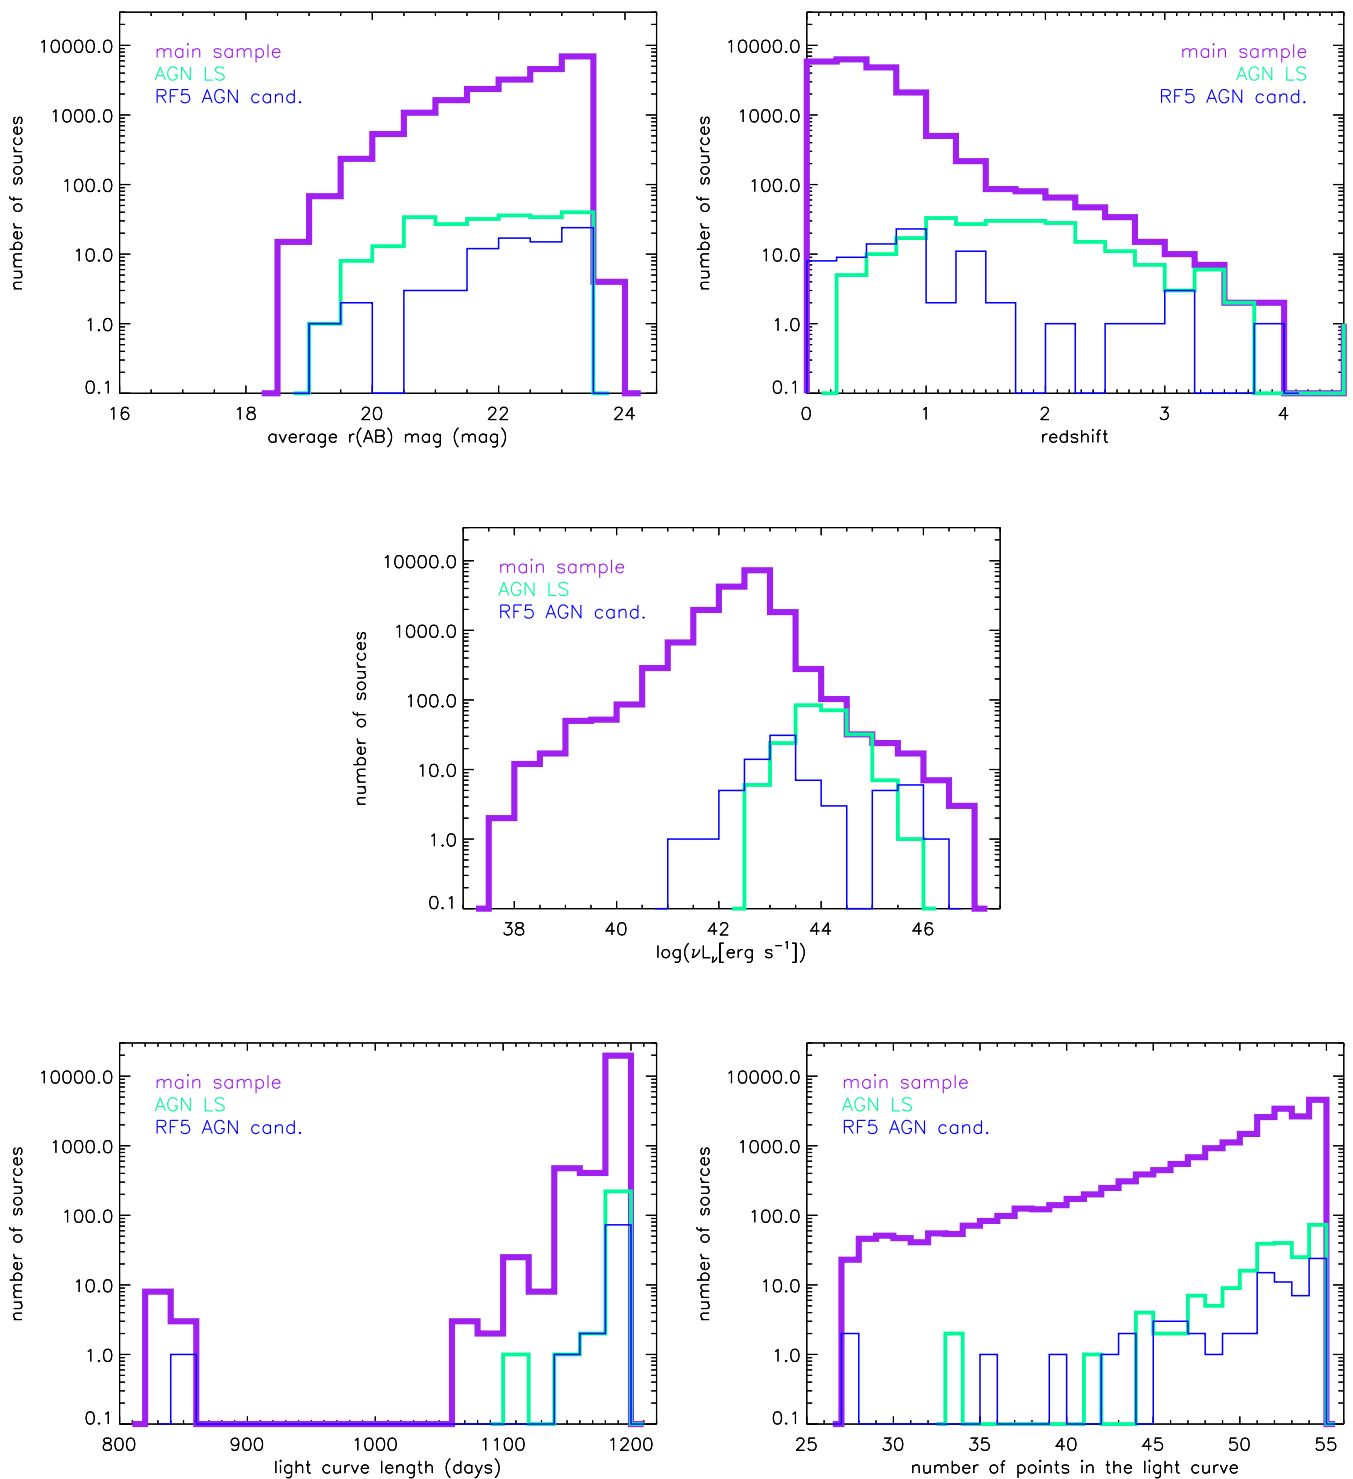 10000.0
1000.0
100.0
10.0
1.0
0.1
number of sources
main sample
AGN LS
RF5 AGN cand.
16 18 20 22 24
average r(AB) mag (mag)
10000.0
1000.0
100.0
10.0
1.0
0.1
number of sources
main sample
AGN LS
RF5 AGN cand.
0 1 2 3 4
redshift
10000.0
1000.0
100.0
10.0
1.0
0.1
number of sources
main sample
AGN LS
RF5 AGN cand.
38 40 42 44 46
log(νLν[erg s⁻¹])
10000.0
1000.0
100.0
10.0
1.0
0.1
number of sources
main sample
AGN LS
RF5 AGN cand.
800 900 1000 1100 1200
light curve length (days)
10000.0
1000.0
100.0
10.0
1.0
0.1
number of sources
main sample
AGN LS
RF5 AGN cand.
25 30 35 40 45 50 55
number of points in the light curve